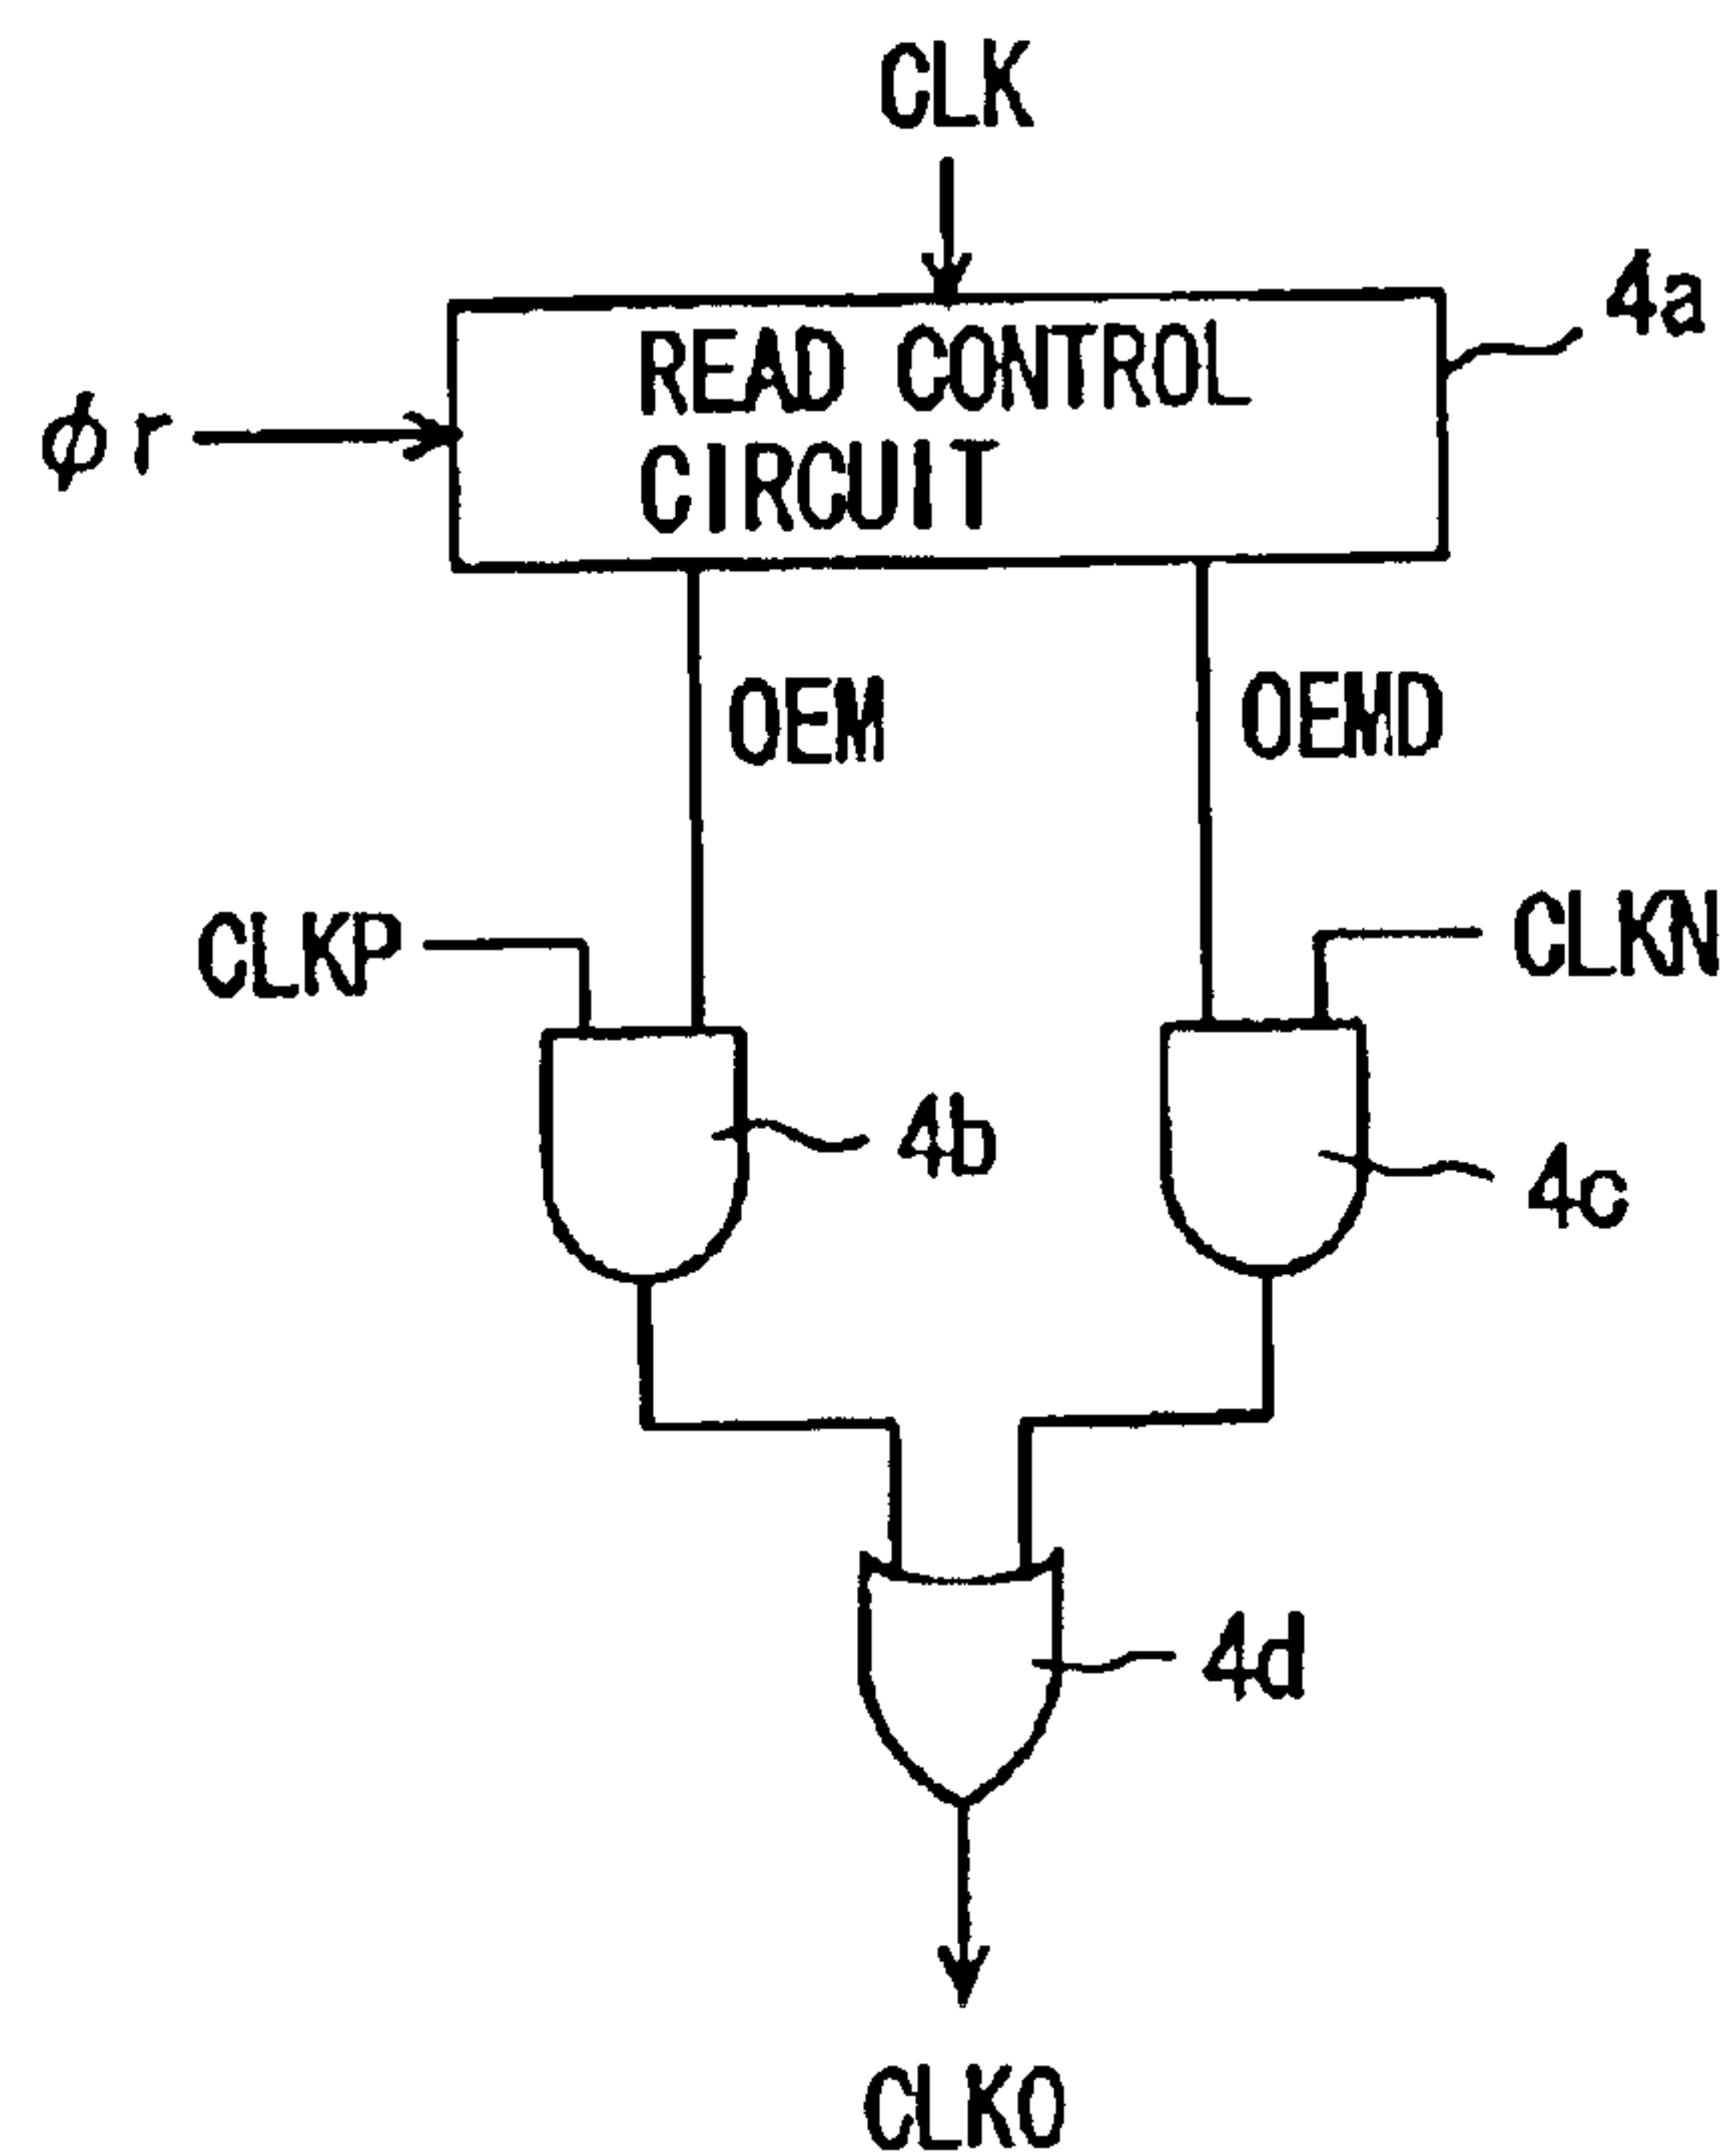 CLK
4a
READ CONTROL
CIRCUIT
φr
OEM
OEMD
CLKP
CLKN
4b
4c
4d
CLKO